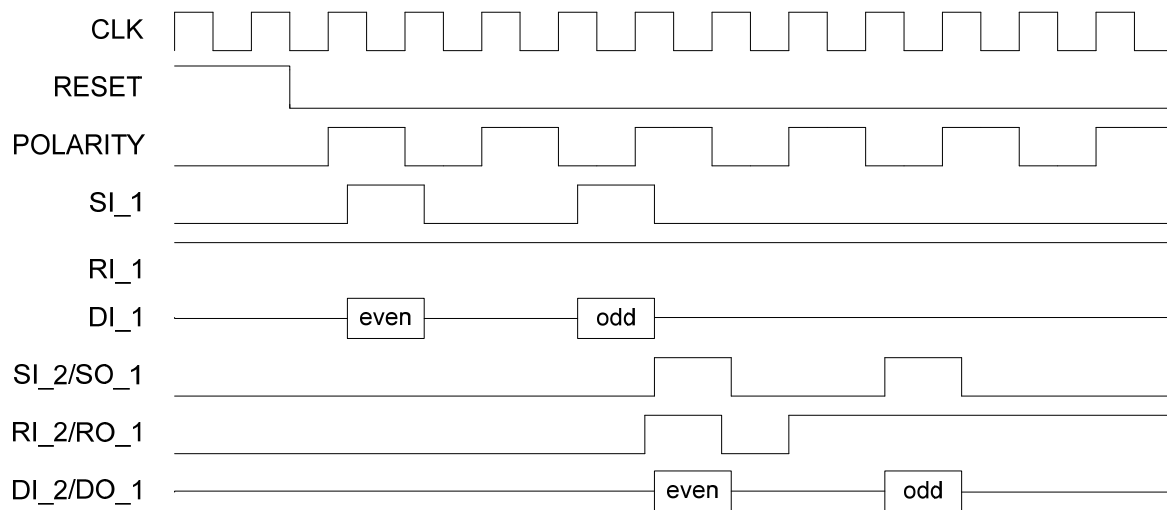 CLK
RESET
POLARITY
SI_1
RI_1
DI_1 even odd
SI_2/SO_1
RI_2/RO_1
DI_2/DO_1 even odd